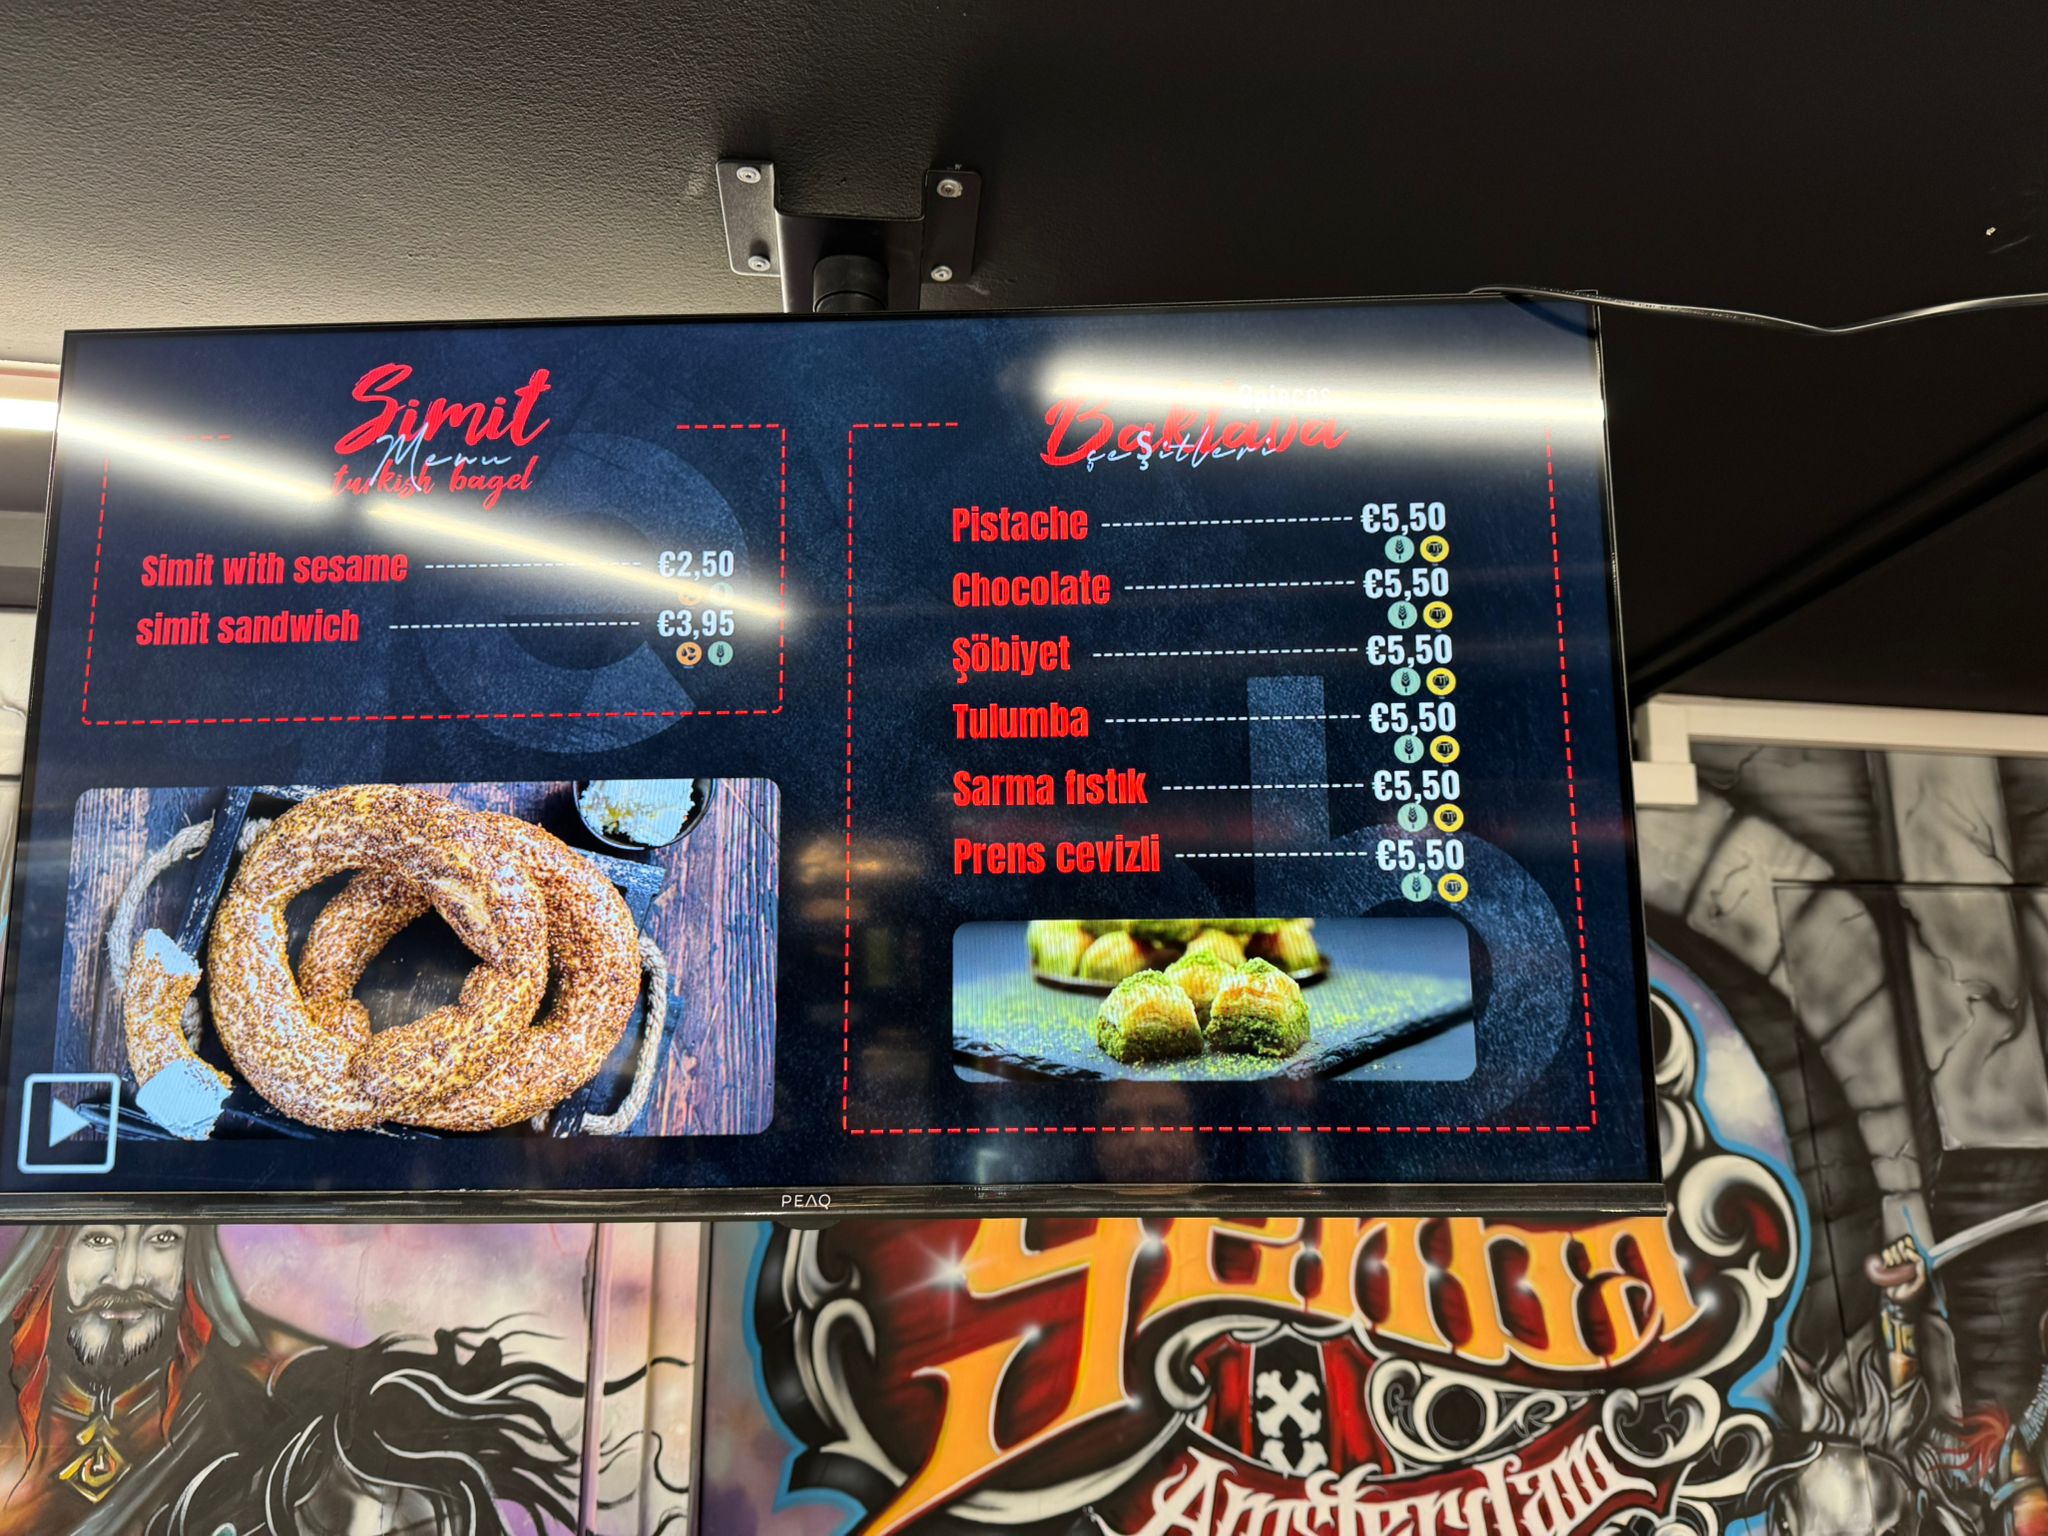 Simit
Menu
turkish bagel
Simit with sesame €2,50
simit sandwich €3,95
Baklava
çeşitleri
Pistache €5,50
Chocolate €5,50
Şöbiyet €5,50
Tulumba €5,50
Sarma fıstık €5,50
Prens cevizli €5,50
PEAQ
Amsterdam